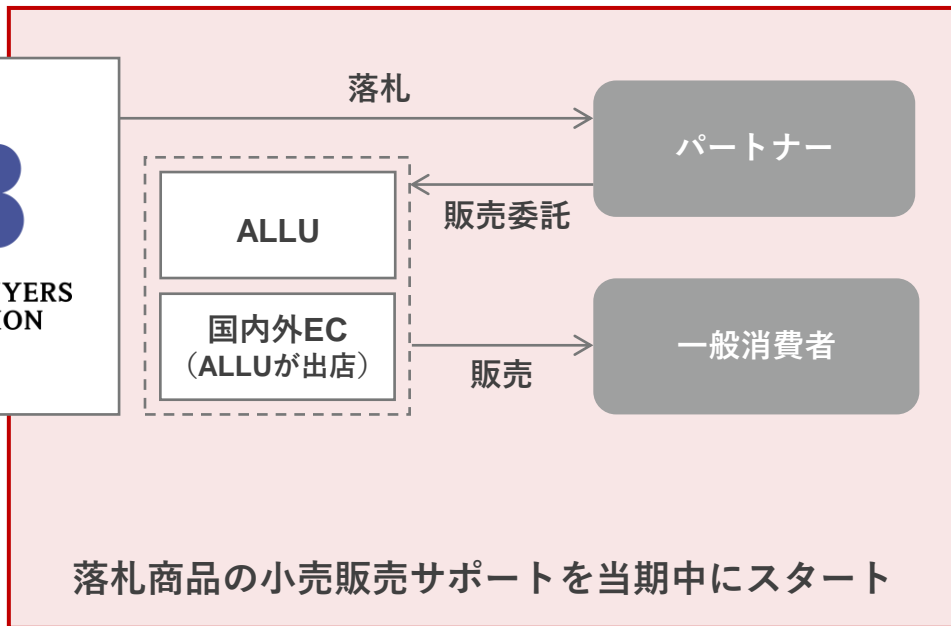 落札
パートナー
ALLU
販売委託
YERS
ION
国内外EC
（ALLUが出店）
販売
一般消費者
落札商品の小売販売サポートを当期中にスタート